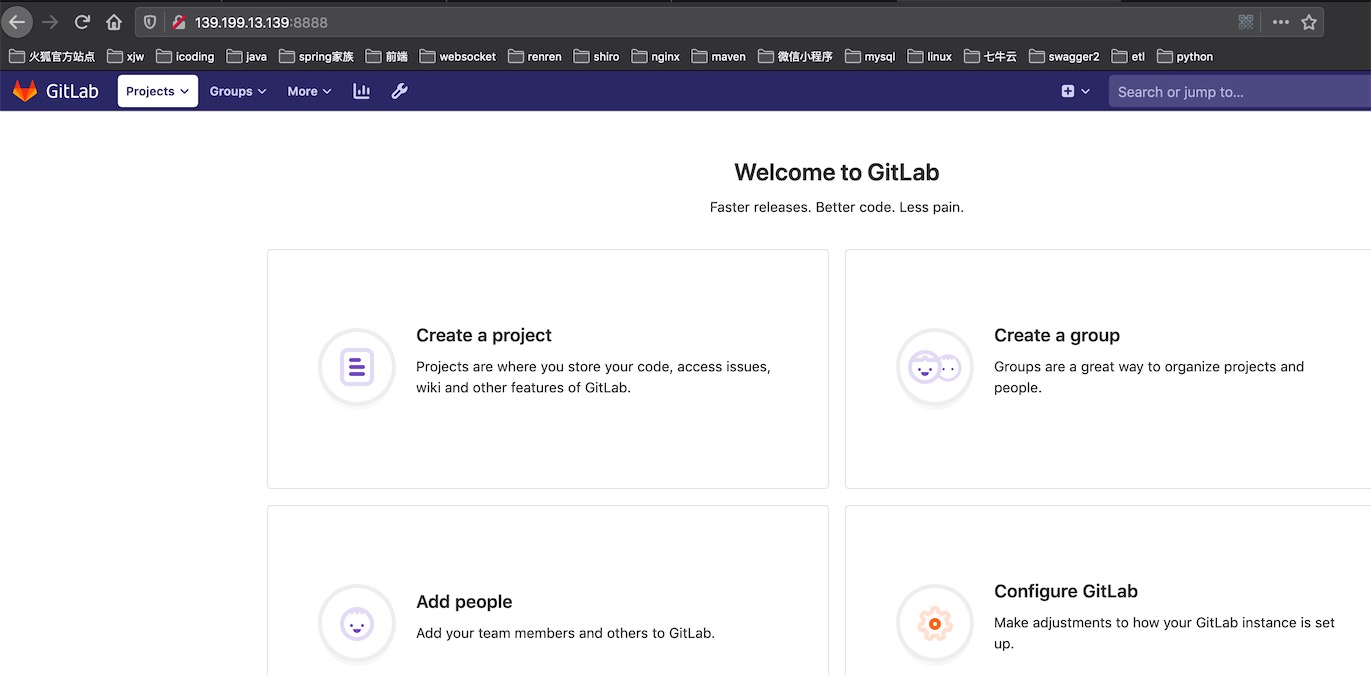 139.199.13.139:8888
火狐官方站点 xjw icoding java spring家族 前端 websocket renren shiro nginx maven 微信小程序 mysql linux 七牛云 swagger2 etl python
GitLab Projects Groups More Search or jump to...
Welcome to GitLab
Faster releases. Better code. Less pain.
Create a project
Projects are where you store your code, access issues,
wiki and other features of GitLab.
Create a group
Groups are a great way to organize projects and
people.
Add people
Add your team members and others to GitLab.
Configure GitLab
Make adjustments to how your GitLab instance is set
up.